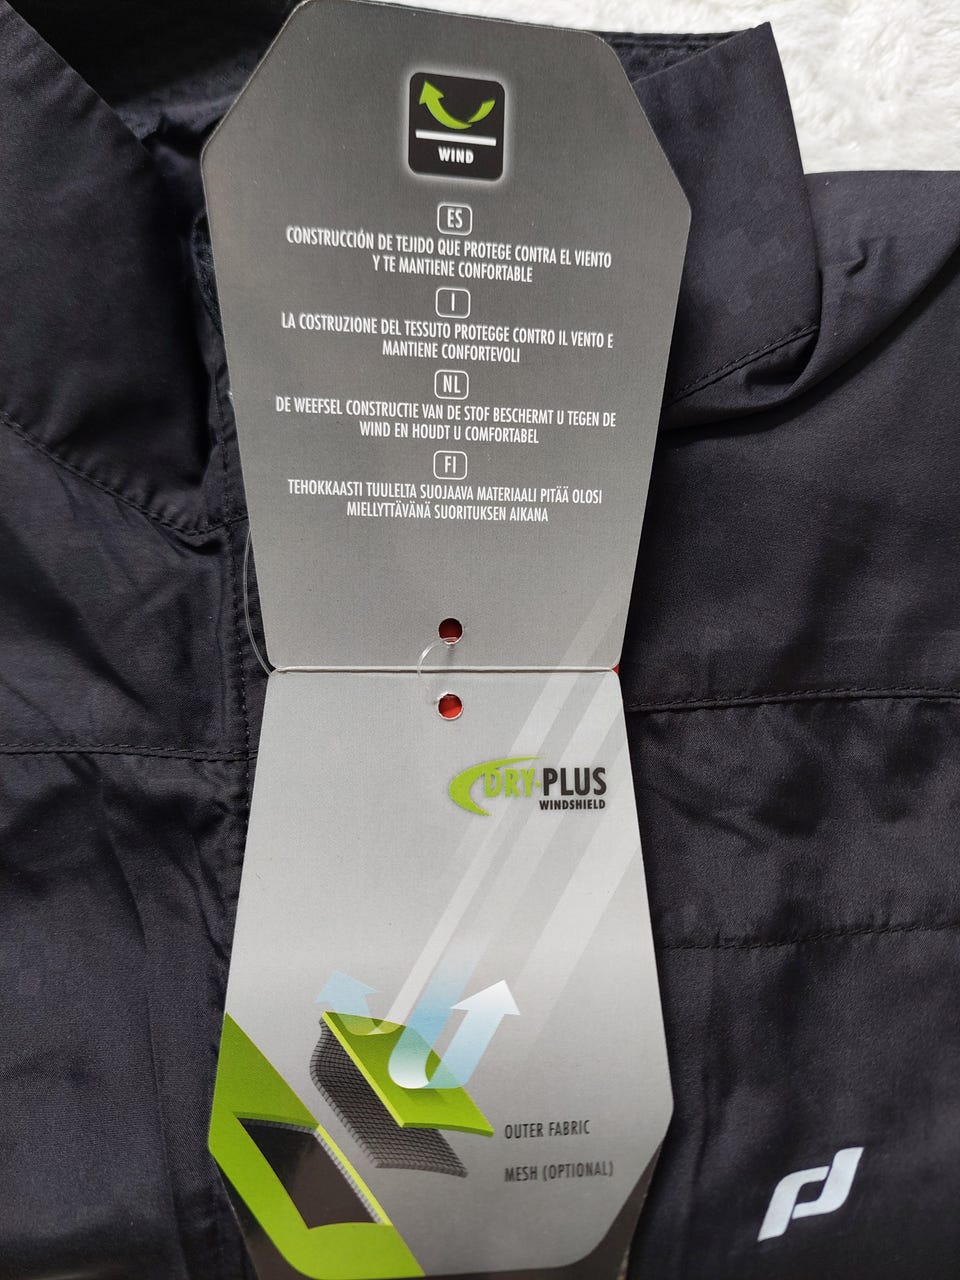 WIND
ES
CONSTRUCCIÓN DE TEJIDO QUE PROTEGE CONTRA EL VIENTO
Y TE MANTIENE CONFORTABLE
I
LA COSTRUZIONE DEL TESSUTO PROTEGGE CONTRO IL VENTO E
MANTIENE CONFORTEVOLI
NL
DE WEEFSEL CONSTRUCTIE VAN DE STOF BESCHERMT U TEGEN DE
WIND EN HOUDT U COMFORTABEL
FI
TEHOKKAASTI TUULELTA SUOJAAVA MATERIAALI PITÄÄ OLOSI
MIELLYTTÄVÄNÄ SUORITUKSEN AIKANA
DRY-PLUS
WINDSHIELD
OUTER FABRIC
MESH (OPTIONAL)